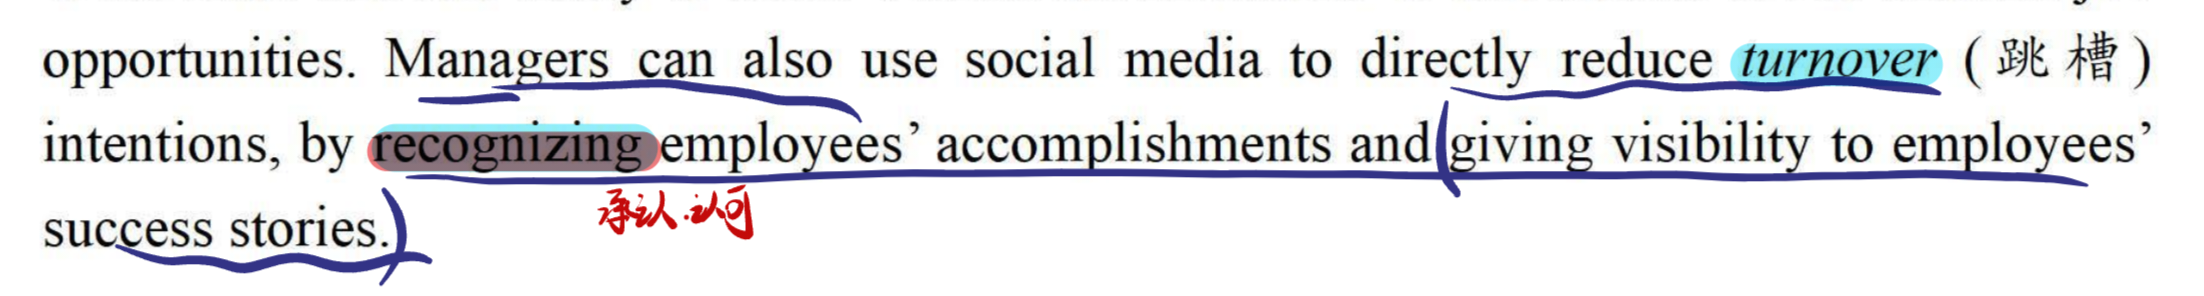 opportunities. Managers can also use social media to directly reduce turnover (跳槽)
intentions, by recognizing employees’ accomplishments and giving visibility to employees’
承认.认可
success stories.